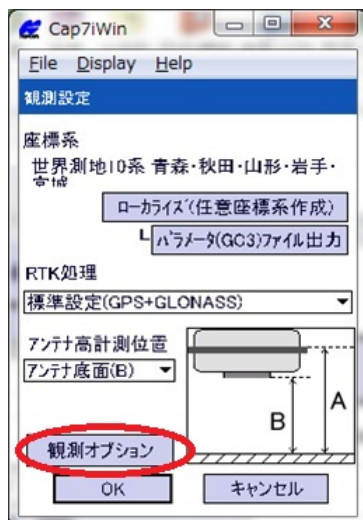 Cap7iWin
File Display Help
観測設定
座標系
世界測地10系 青森・秋田・山形・岩手・
宮城
ローカライズ(任意座標系作成)
パラメータ(GC3)ファイル出力
RTK処理
標準設定(GPS+GLONASS)
アンテナ高計測位置
アンテナ底面(B)
A
B
観測オプション
OK
キャンセル